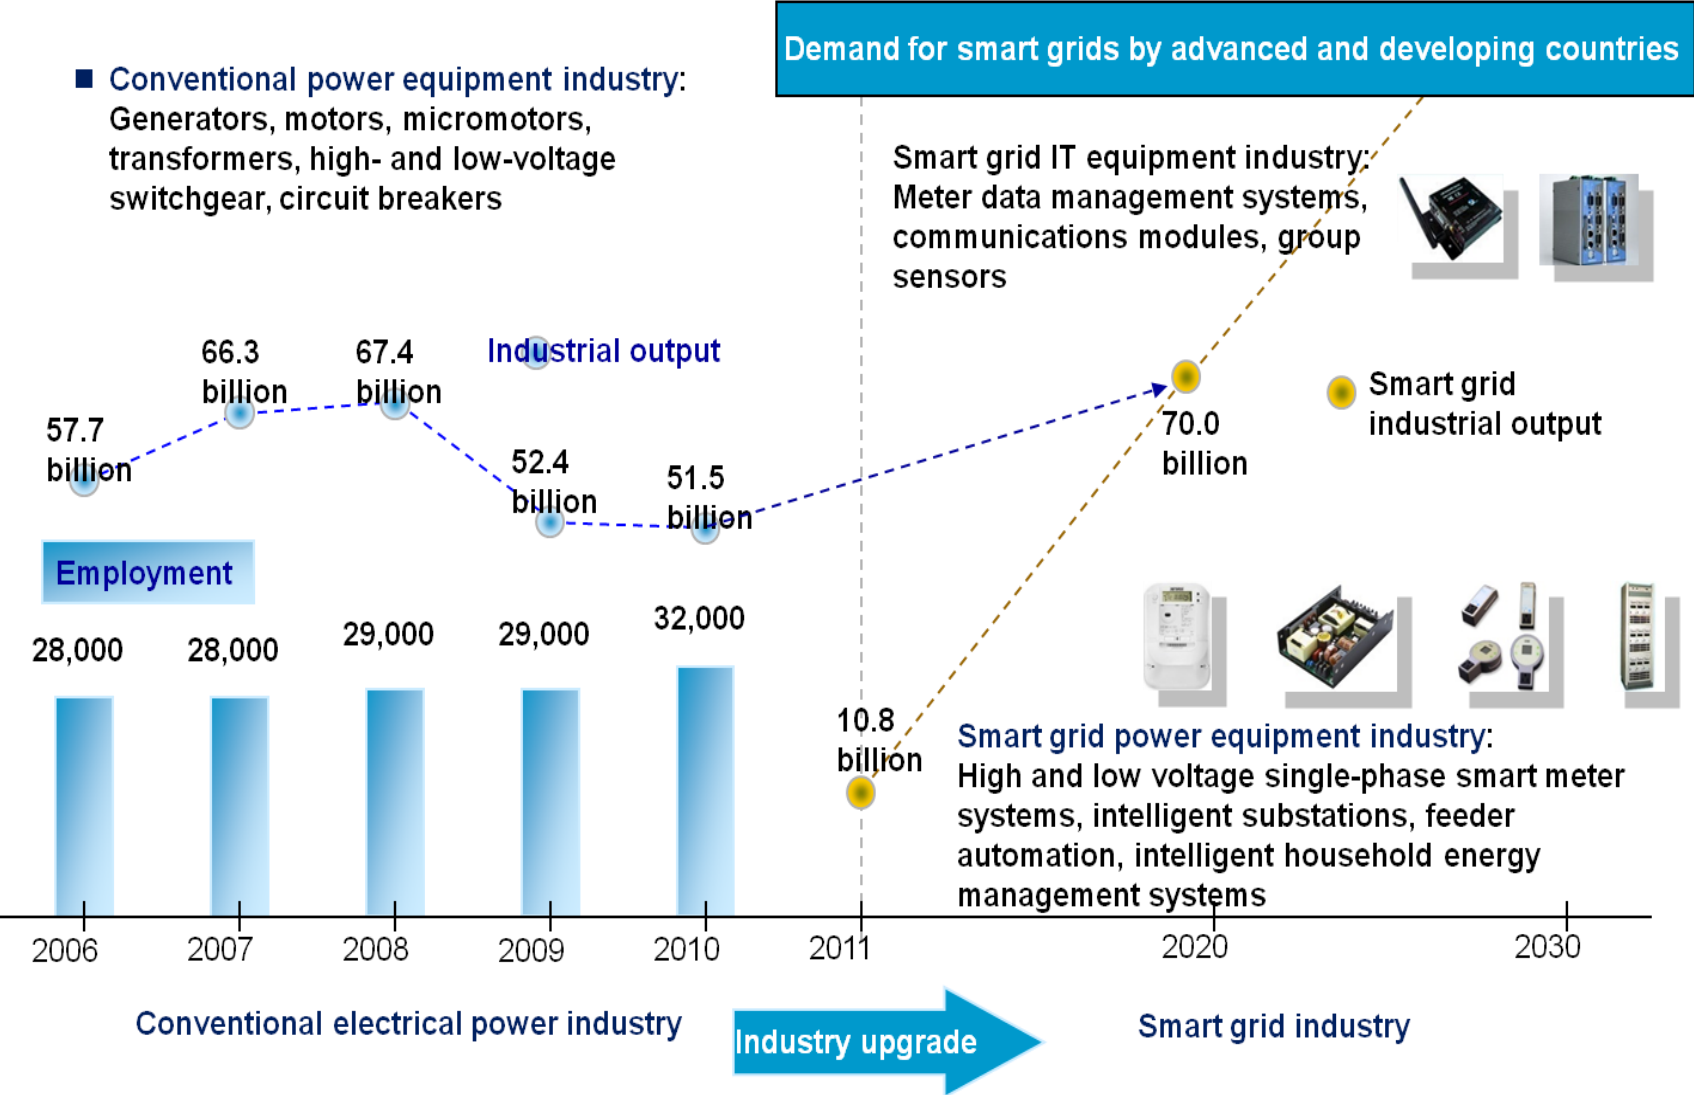 Demand for smart grids by advanced and developing countries
Conventional power equipment industry:
Generators, motors, micromotors,
transformers, high- and low-voltage
switchgear, circuit breakers
Smart grid IT equipment industry:
Meter data management systems,
communications modules, group
sensors
57.7
billion
66.3
billion
67.4
billion
Industrial output
52.4
billion
51.5
billion
70.0
billion
Smart grid
industrial output
Employment
28,000
28,000
29,000
29,000
32,000
10.8
billion
Smart grid power equipment industry:
High and low voltage single-phase smart meter
systems, intelligent substations, feeder
automation, intelligent household energy
management systems
2006
2007
2008
2009
2010
2011
2020
2030
Conventional electrical power industry
Industry upgrade
Smart grid industry